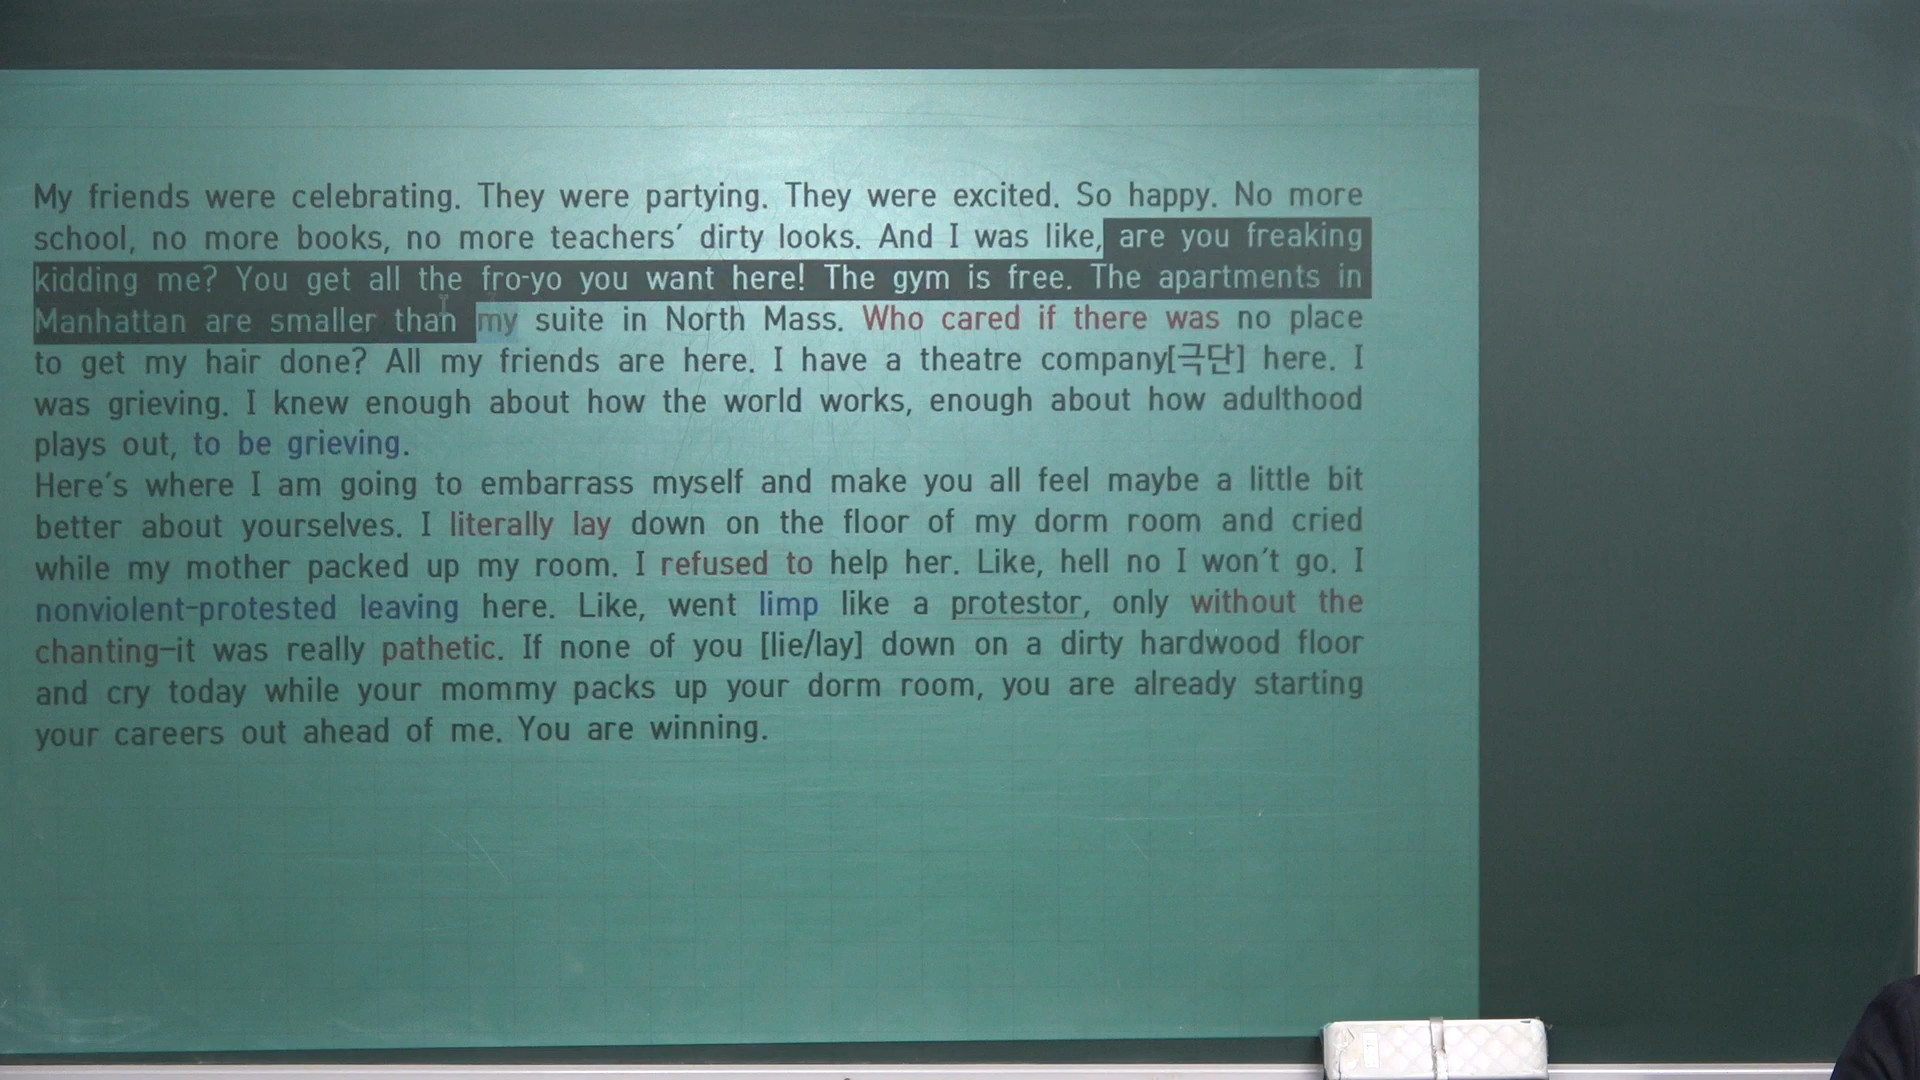 My friends were celebrating. They were partying. They were excited. So happy. No more
school, no more books, no more teachers’ dirty looks. And I was like, are you freaking
kidding me? You get all the fro-yo you want here! The gym is free. The apartments in
Manhattan are smaller than my suite in North Mass. Who cared if there was no place
to get my hair done? All my friends are here. I have a theatre company[극단] here. I
was grieving. I knew enough about how the world works, enough about how adulthood
plays out, to be grieving.
Here’s where I am going to embarrass myself and make you all feel maybe a little bit
better about yourselves. I literally lay down on the floor of my dorm room and cried
while my mother packed up my room. I refused to help her. Like, hell no I won’t go. I
nonviolent-protested leaving here. Like, went limp like a protestor, only without the
chanting—it was really pathetic. If none of you [lie/lay] down on a dirty hardwood floor
and cry today while your mommy packs up your dorm room, you are already starting
your careers out ahead of me. You are winning.